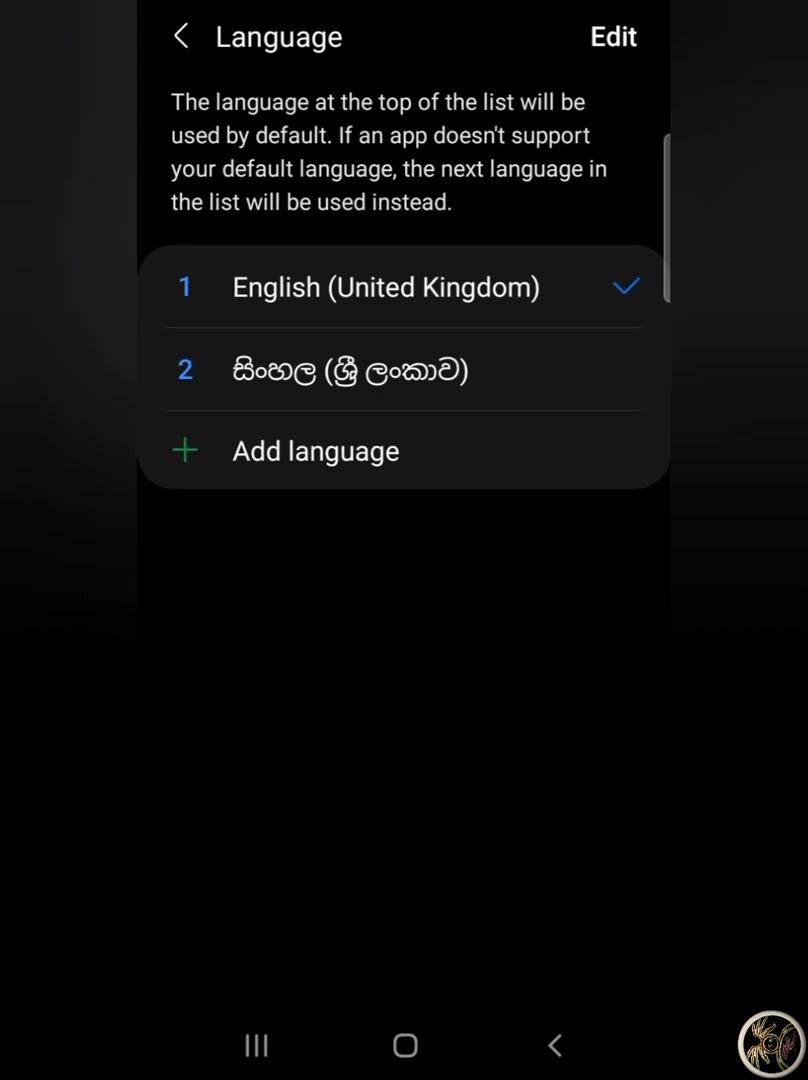 Language
Edit
The language at the top of the list will be
used by default. If an app doesn't support
your default language, the next language in
the list will be used instead.
1 English (United Kingdom)
2 සිංහල (ශ්‍රී ලංකාව)
Add language